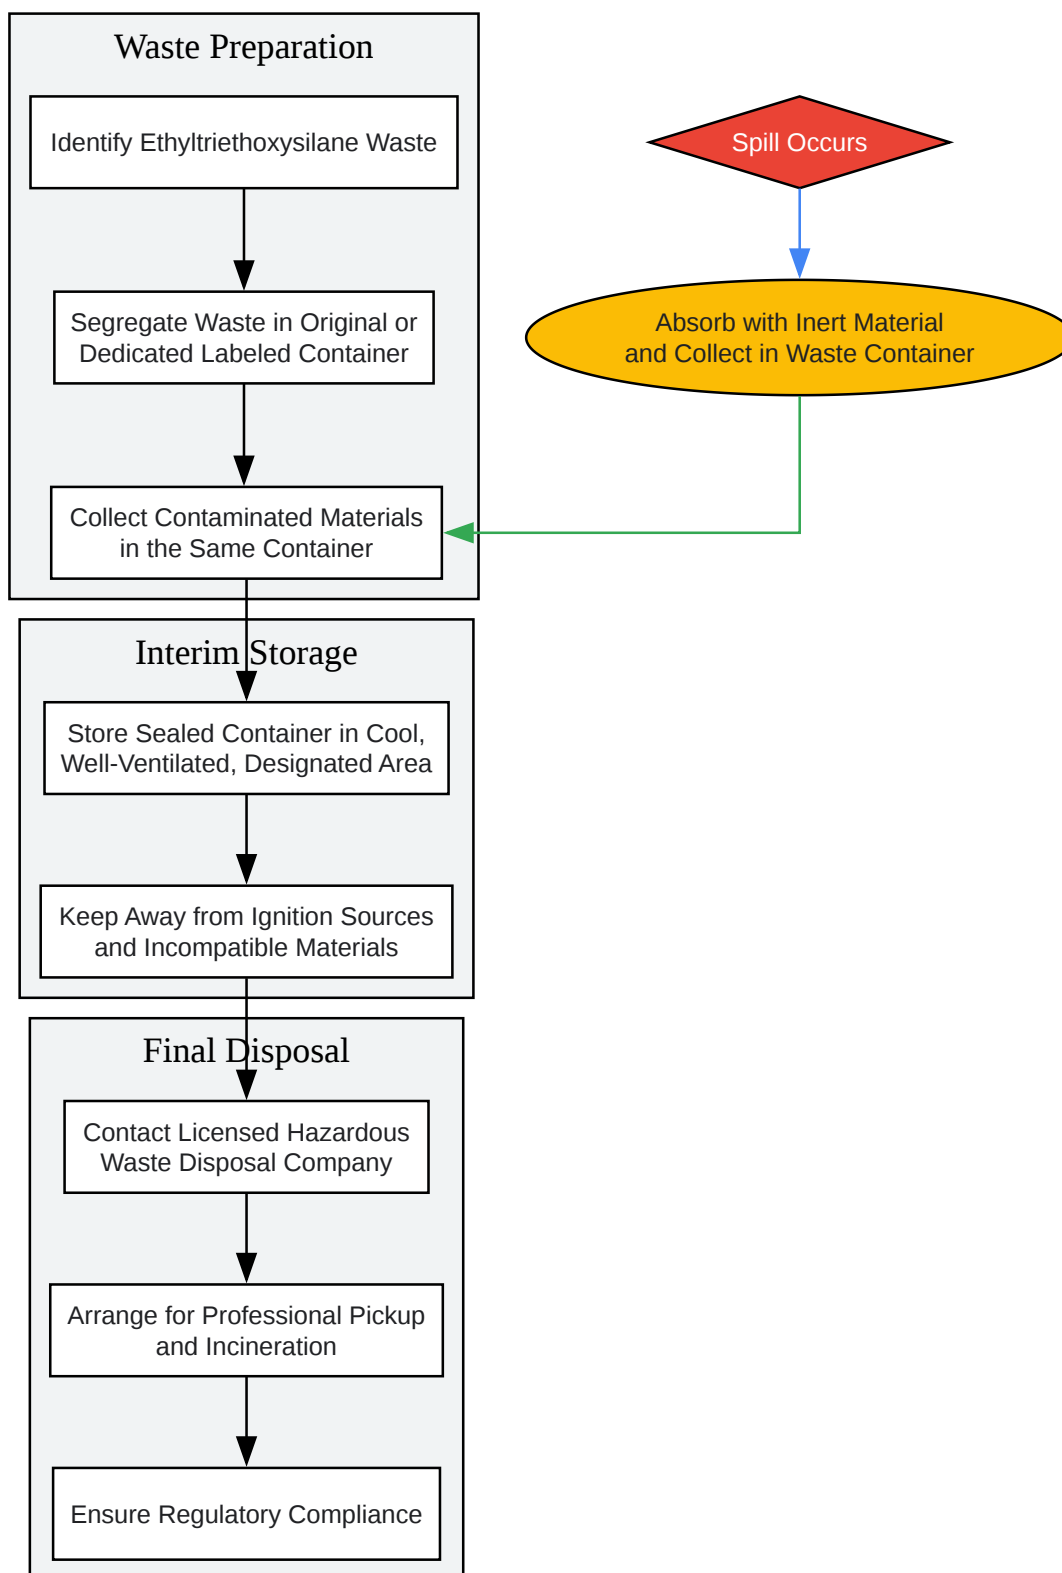 Waste Preparation
Identify Ethyltriethoxysilane Waste
Segregate Waste in Original or
Dedicated Labeled Container
Collect Contaminated Materials
in the Same Container
Spill Occurs
Absorb with Inert Material
and Collect in Waste Container
Interim Storage
Store Sealed Container in Cool,
Well-Ventilated, Designated Area
Keep Away from Ignition Sources
and Incompatible Materials
Final Disposal
Contact Licensed Hazardous
Waste Disposal Company
Arrange for Professional Pickup
and Incineration
Ensure Regulatory Compliance